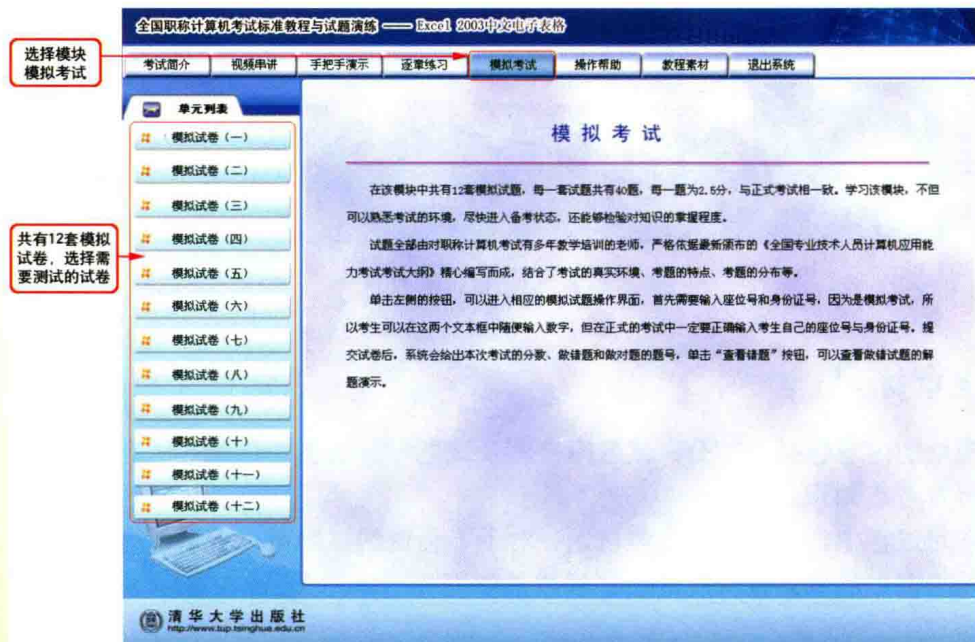 全国职称计算机考试标准教程与试题演练 —— Excel 2003中文电子表格
选择模块
模拟考试
考试简介 视频串讲 手把手演示 逐章练习 模拟考试 操作帮助 教程素材 退出系统
单元列表
模拟试卷（一）
模拟试卷（二）
模拟试卷（三）
模拟试卷（四）
模拟试卷（五）
模拟试卷（六）
模拟试卷（七）
模拟试卷（八）
模拟试卷（九）
模拟试卷（十）
模拟试卷（十一）
模拟试卷（十二）
共有12套模拟
试卷，选择需
要测试的试卷
模拟考试
在该模块中共有12套模拟试题，每一套试题共有40题，每一题为2.5分，与正式考试相一致。学习该模块，不但
可以熟悉考试的环境，尽快进入备考状态，还能够检验对知识的掌握程度。
试题全部由对职称计算机考试有多年教学培训的老师，严格依据最新颁布的《全国专业技术人员计算机应用能
力考试考试大纲》精心编写而成，结合了考试的真实环境、考题的特点、考题的分布等。
单击左侧的按钮，可以进入相应的模拟试题操作界面，首先需要输入座位号和身份证号，因为是模拟考试，所
以考生可以在这两个文本框中随便输入数字，但在正式的考试中一定要正确输入考生自己的座位号与身份证号。提
交试卷后，系统会给出本次考试的分数、做错题和做对题的题号，单击“查看错题”按钮，可以查看做错试题的解
题演示。
清华大学出版社
http://www.tup.tsinghua.edu.cn